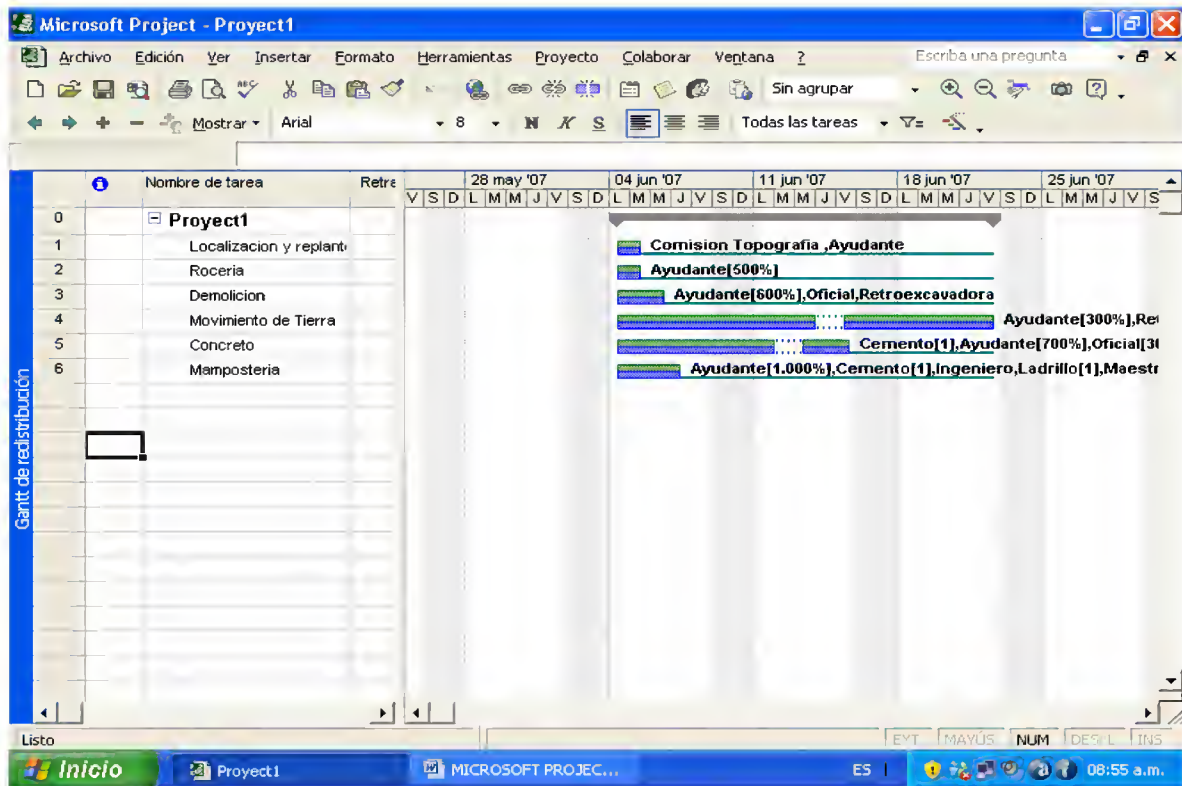 Microsoft Project - Proyect1
Archivo Edición Ver Insertar Formato Herramientas Proyecto Colaborar Ventana ? Escriba una pregunta
Sin agrupar
Mostrar Arial 8 N K S Todas las tareas
Nombre de tarea Retra 28 may '07 04 jun '07 11 jun '07 18 jun '07 25 jun '07
V S D L M M J V S D L M M J V S D L M M J V S D L M M J V S D L M M J V S
0 Proyect1
1 Localizacion y replante Comision Topografia ,Ayudante
2 Roceria Ayudante[500%]
3 Demolicion Ayudante[600%],Oficial,Retroexcavadora
4 Movimiento de Tierra Ayudante[300%],Ret
5 Concreto Cemento[1],Ayudante[700%],Oficial[3
6 Mamposteria Ayudante[1.000%],Cemento[1],Ingeniero,Ladrillo[1],Maestr
Gantt de redistribución
Listo EXT MAYÚS NUM DESPL INS
Inicio Proyect1 MICROSOFT PROJEC... ES 08:55 a.m.